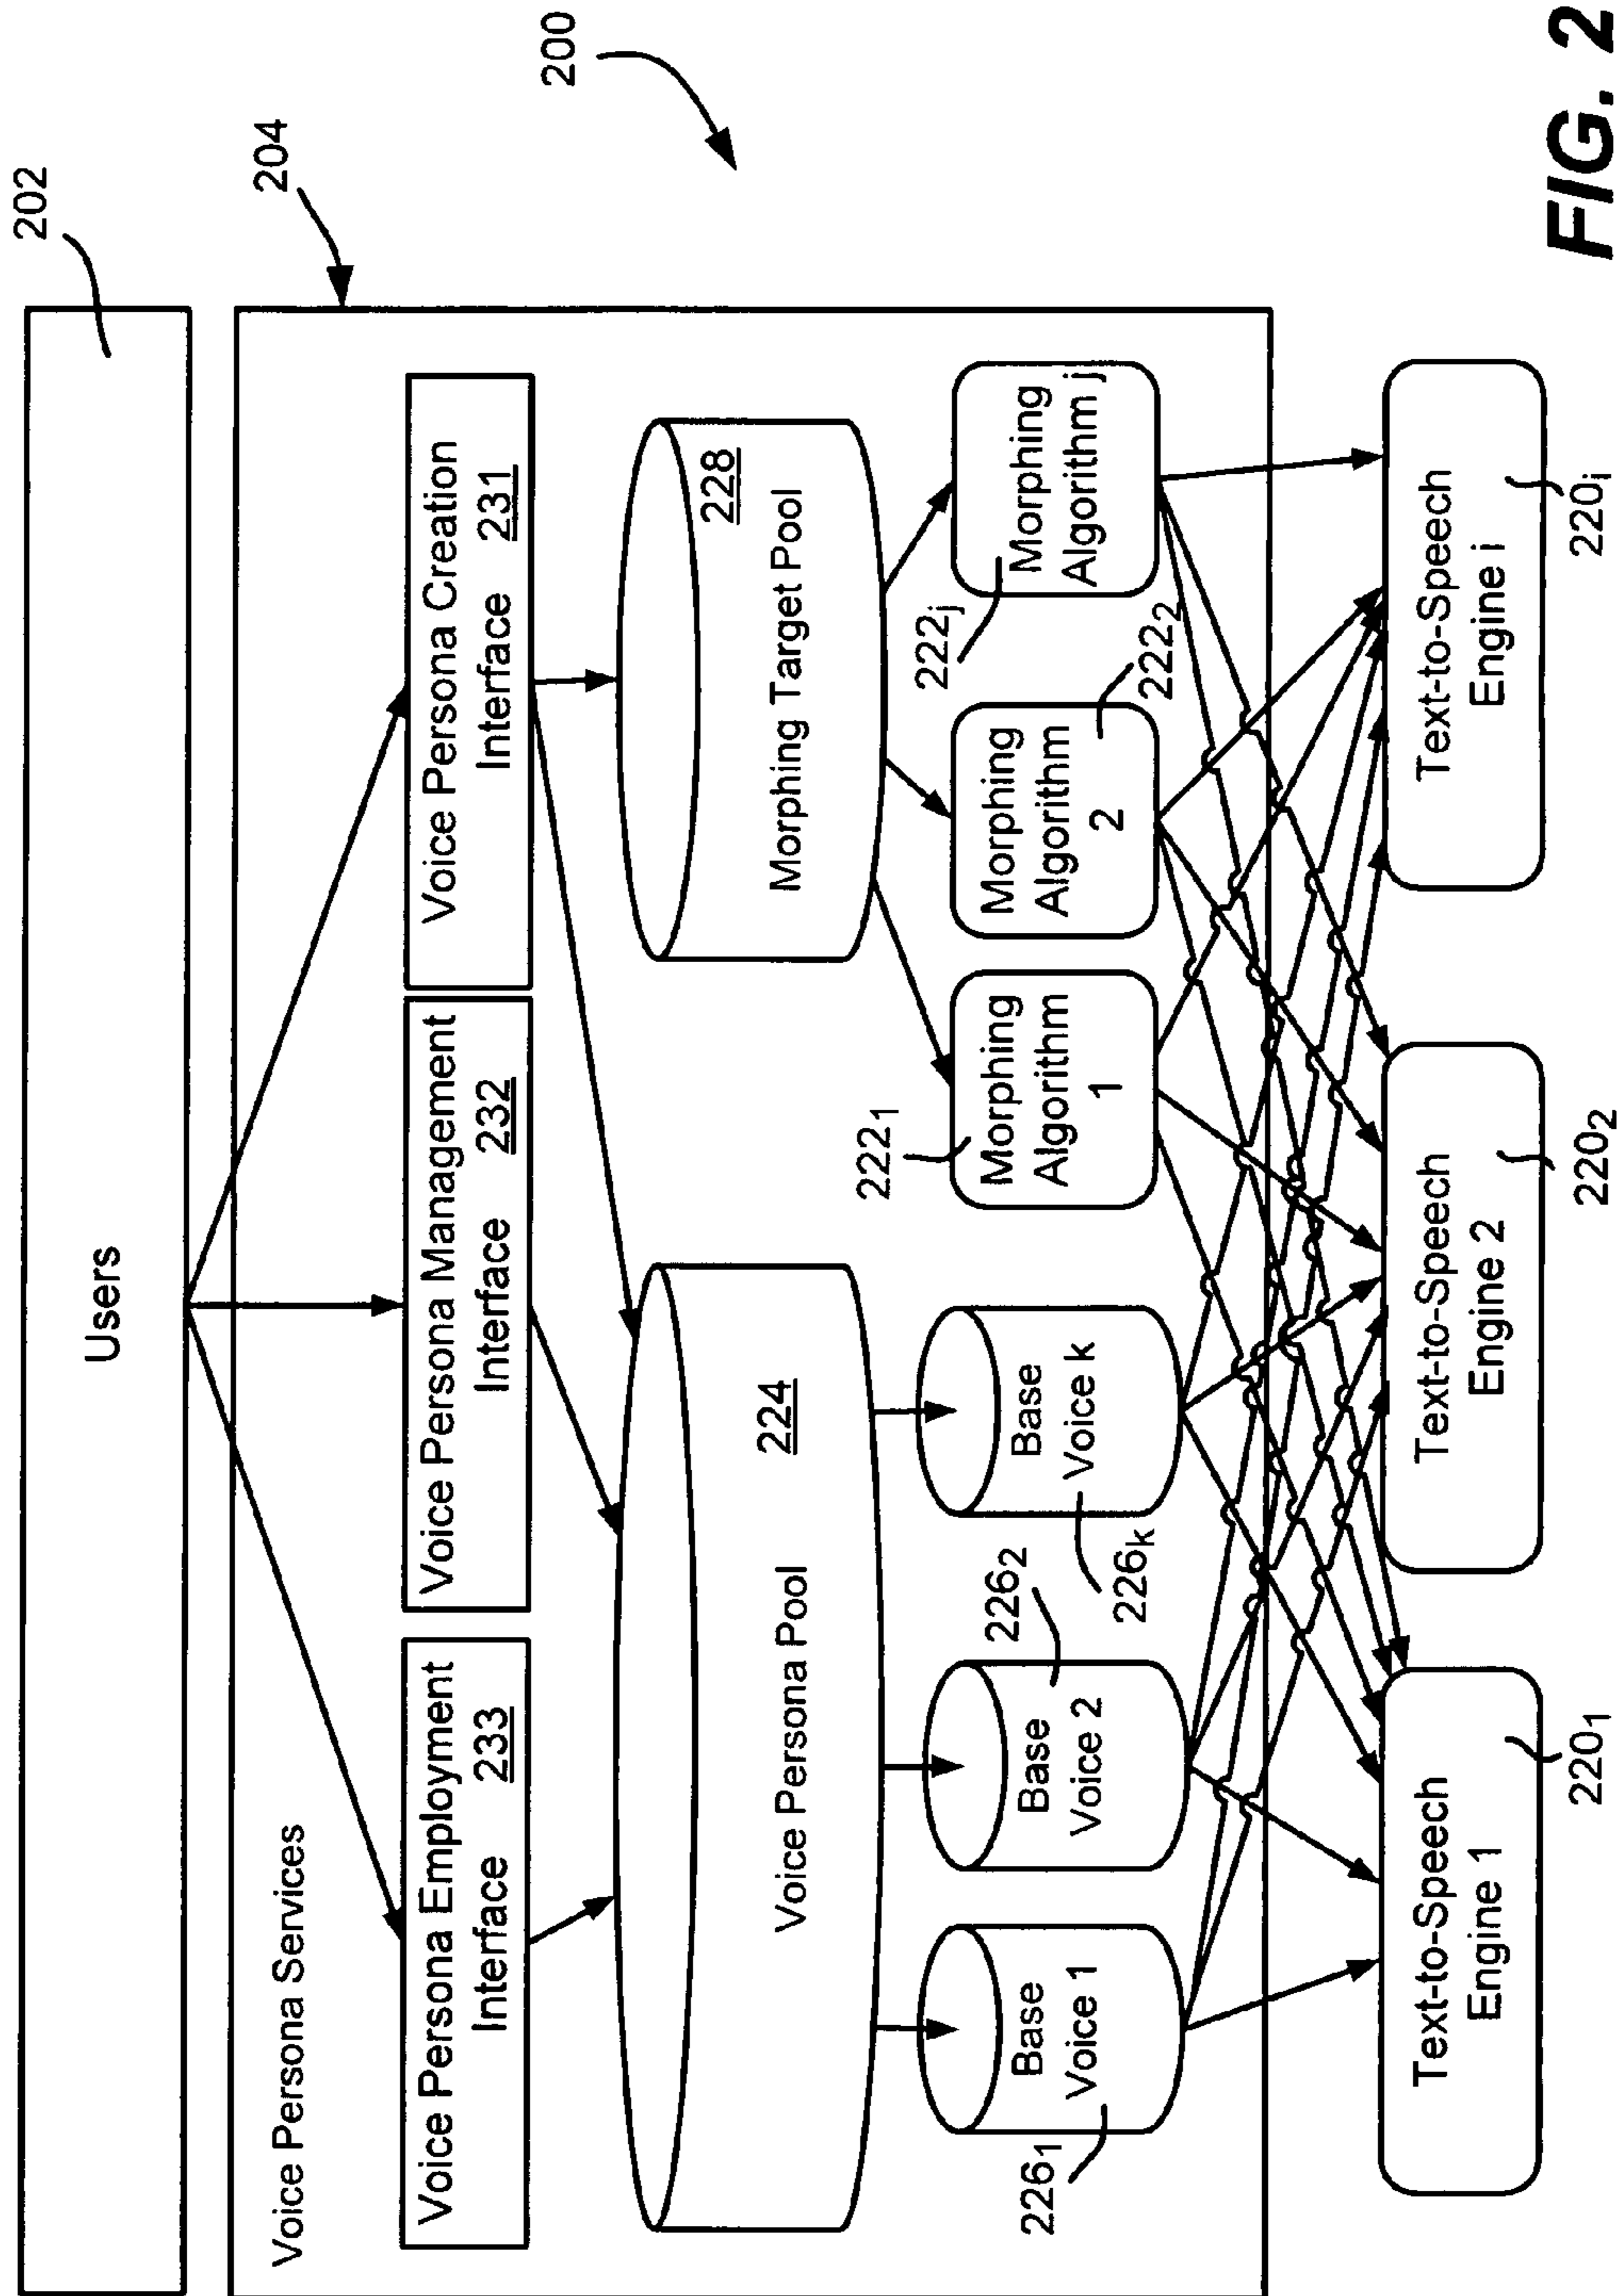 202
Users
204
200
Voice Persona Services
Voice Persona Employment
Interface 233
Voice Persona Management
Interface 232
Voice Persona Creation
Interface 231
224
Voice Persona Pool
228
Morphing Target Pool
Base
Voice 1
226₁
Base
Voice 2
226₂
Base
Voice k
226ₖ
Morphing
Algorithm
1
222₁
Morphing
Algorithm
2
222₂
Morphing
Algorithm j
222ⱼ
Text-to-Speech
Engine 1
220₁
Text-to-Speech
Engine 2
220₂
Text-to-Speech
Engine i
220ᵢ
FIG. 2